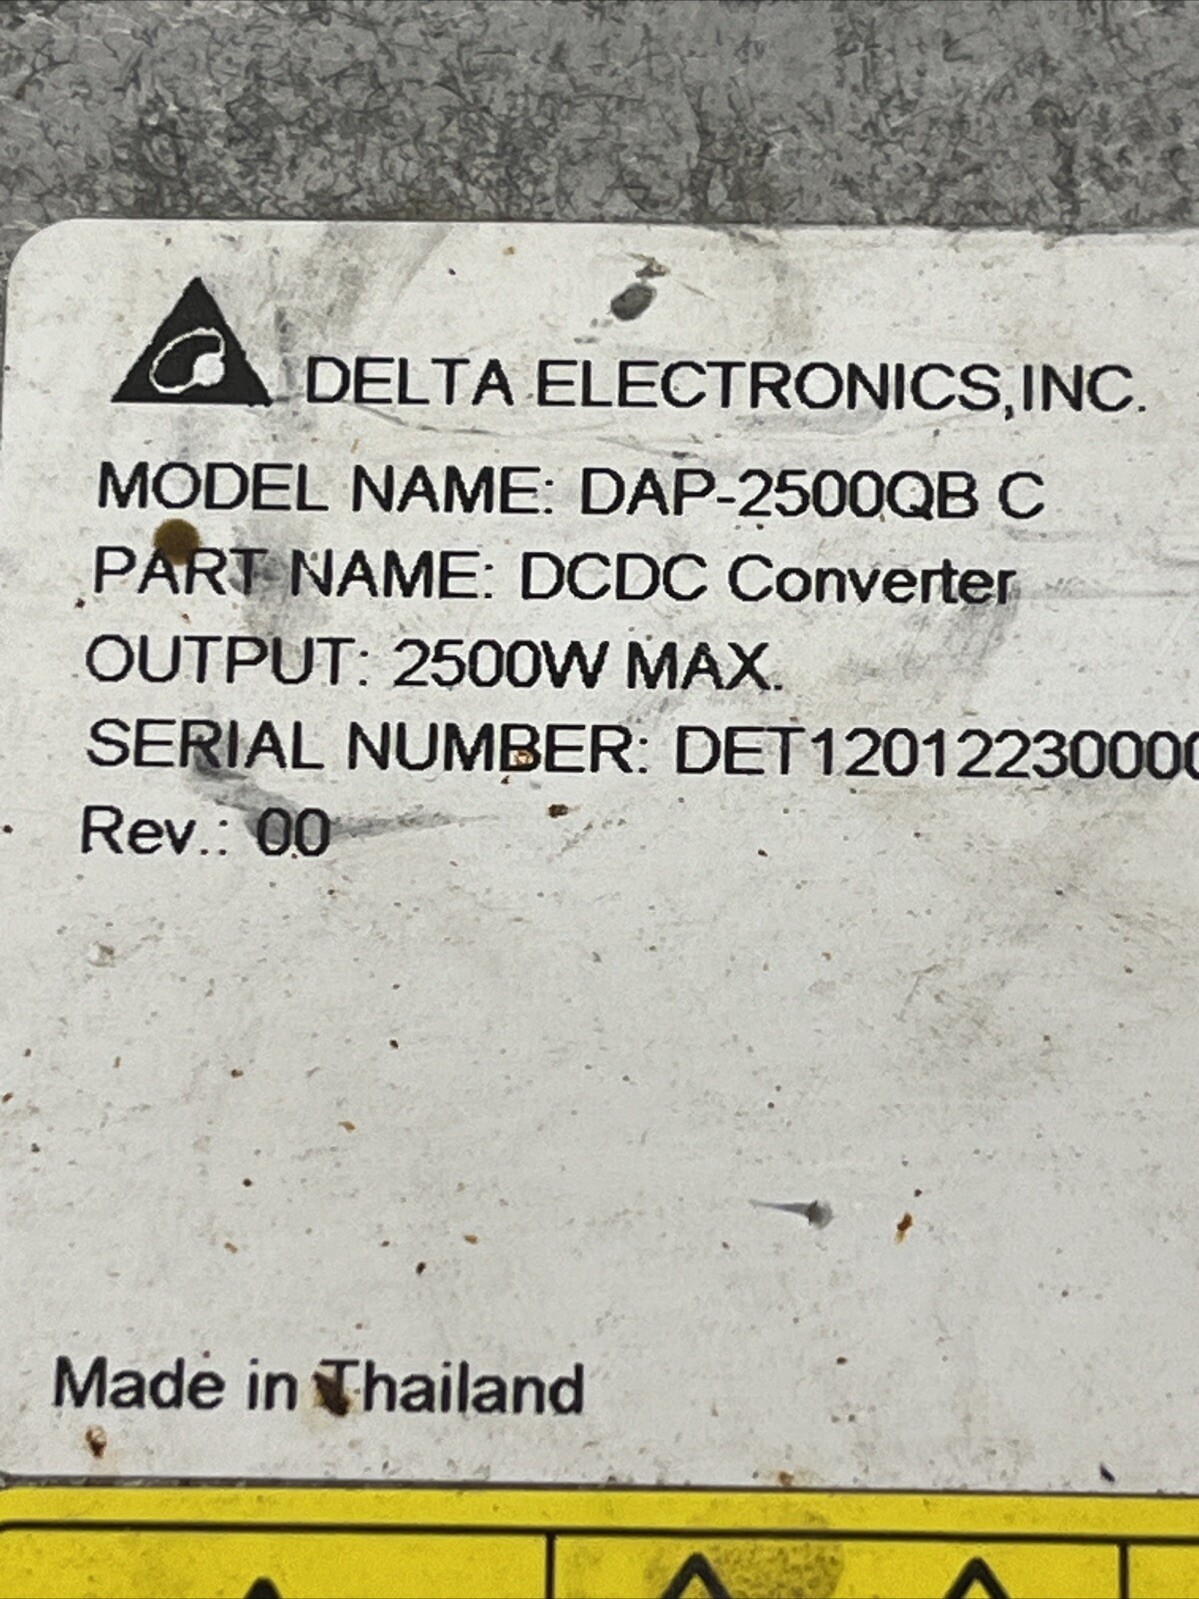 DELTA ELECTRONICS,INC.
MODEL NAME: DAP-2500QB C
PART NAME: DCDC Converter
OUTPUT: 2500W MAX.
SERIAL NUMBER: DET12012230000
Rev.: 00
Made in Thailand